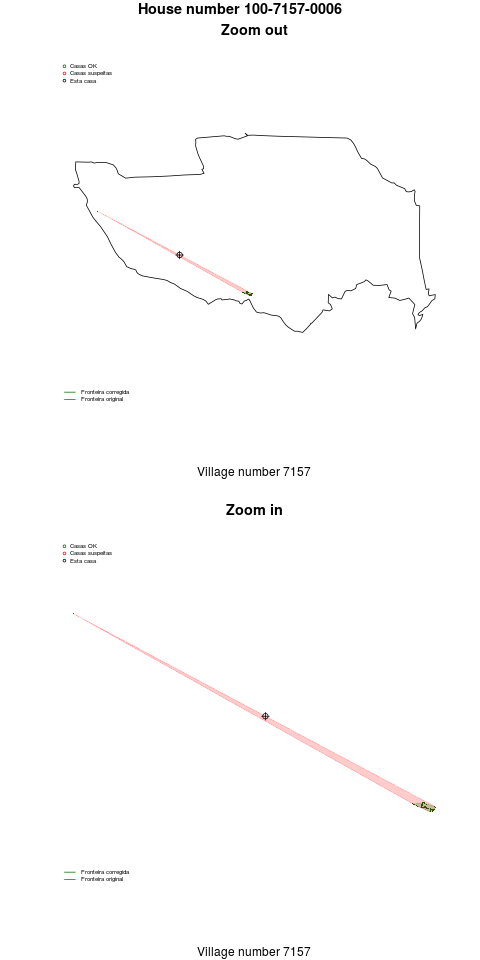 House number 100-7157-0006
Zoom out
Casas OK
Casas suspeitas
Esta casa
Fronteira corregida
Fronteira original
Village number 7157
Zoom in
Casas OK
Casas suspeitas
Esta casa
Fronteira corregida
Fronteira original
Village number 7157